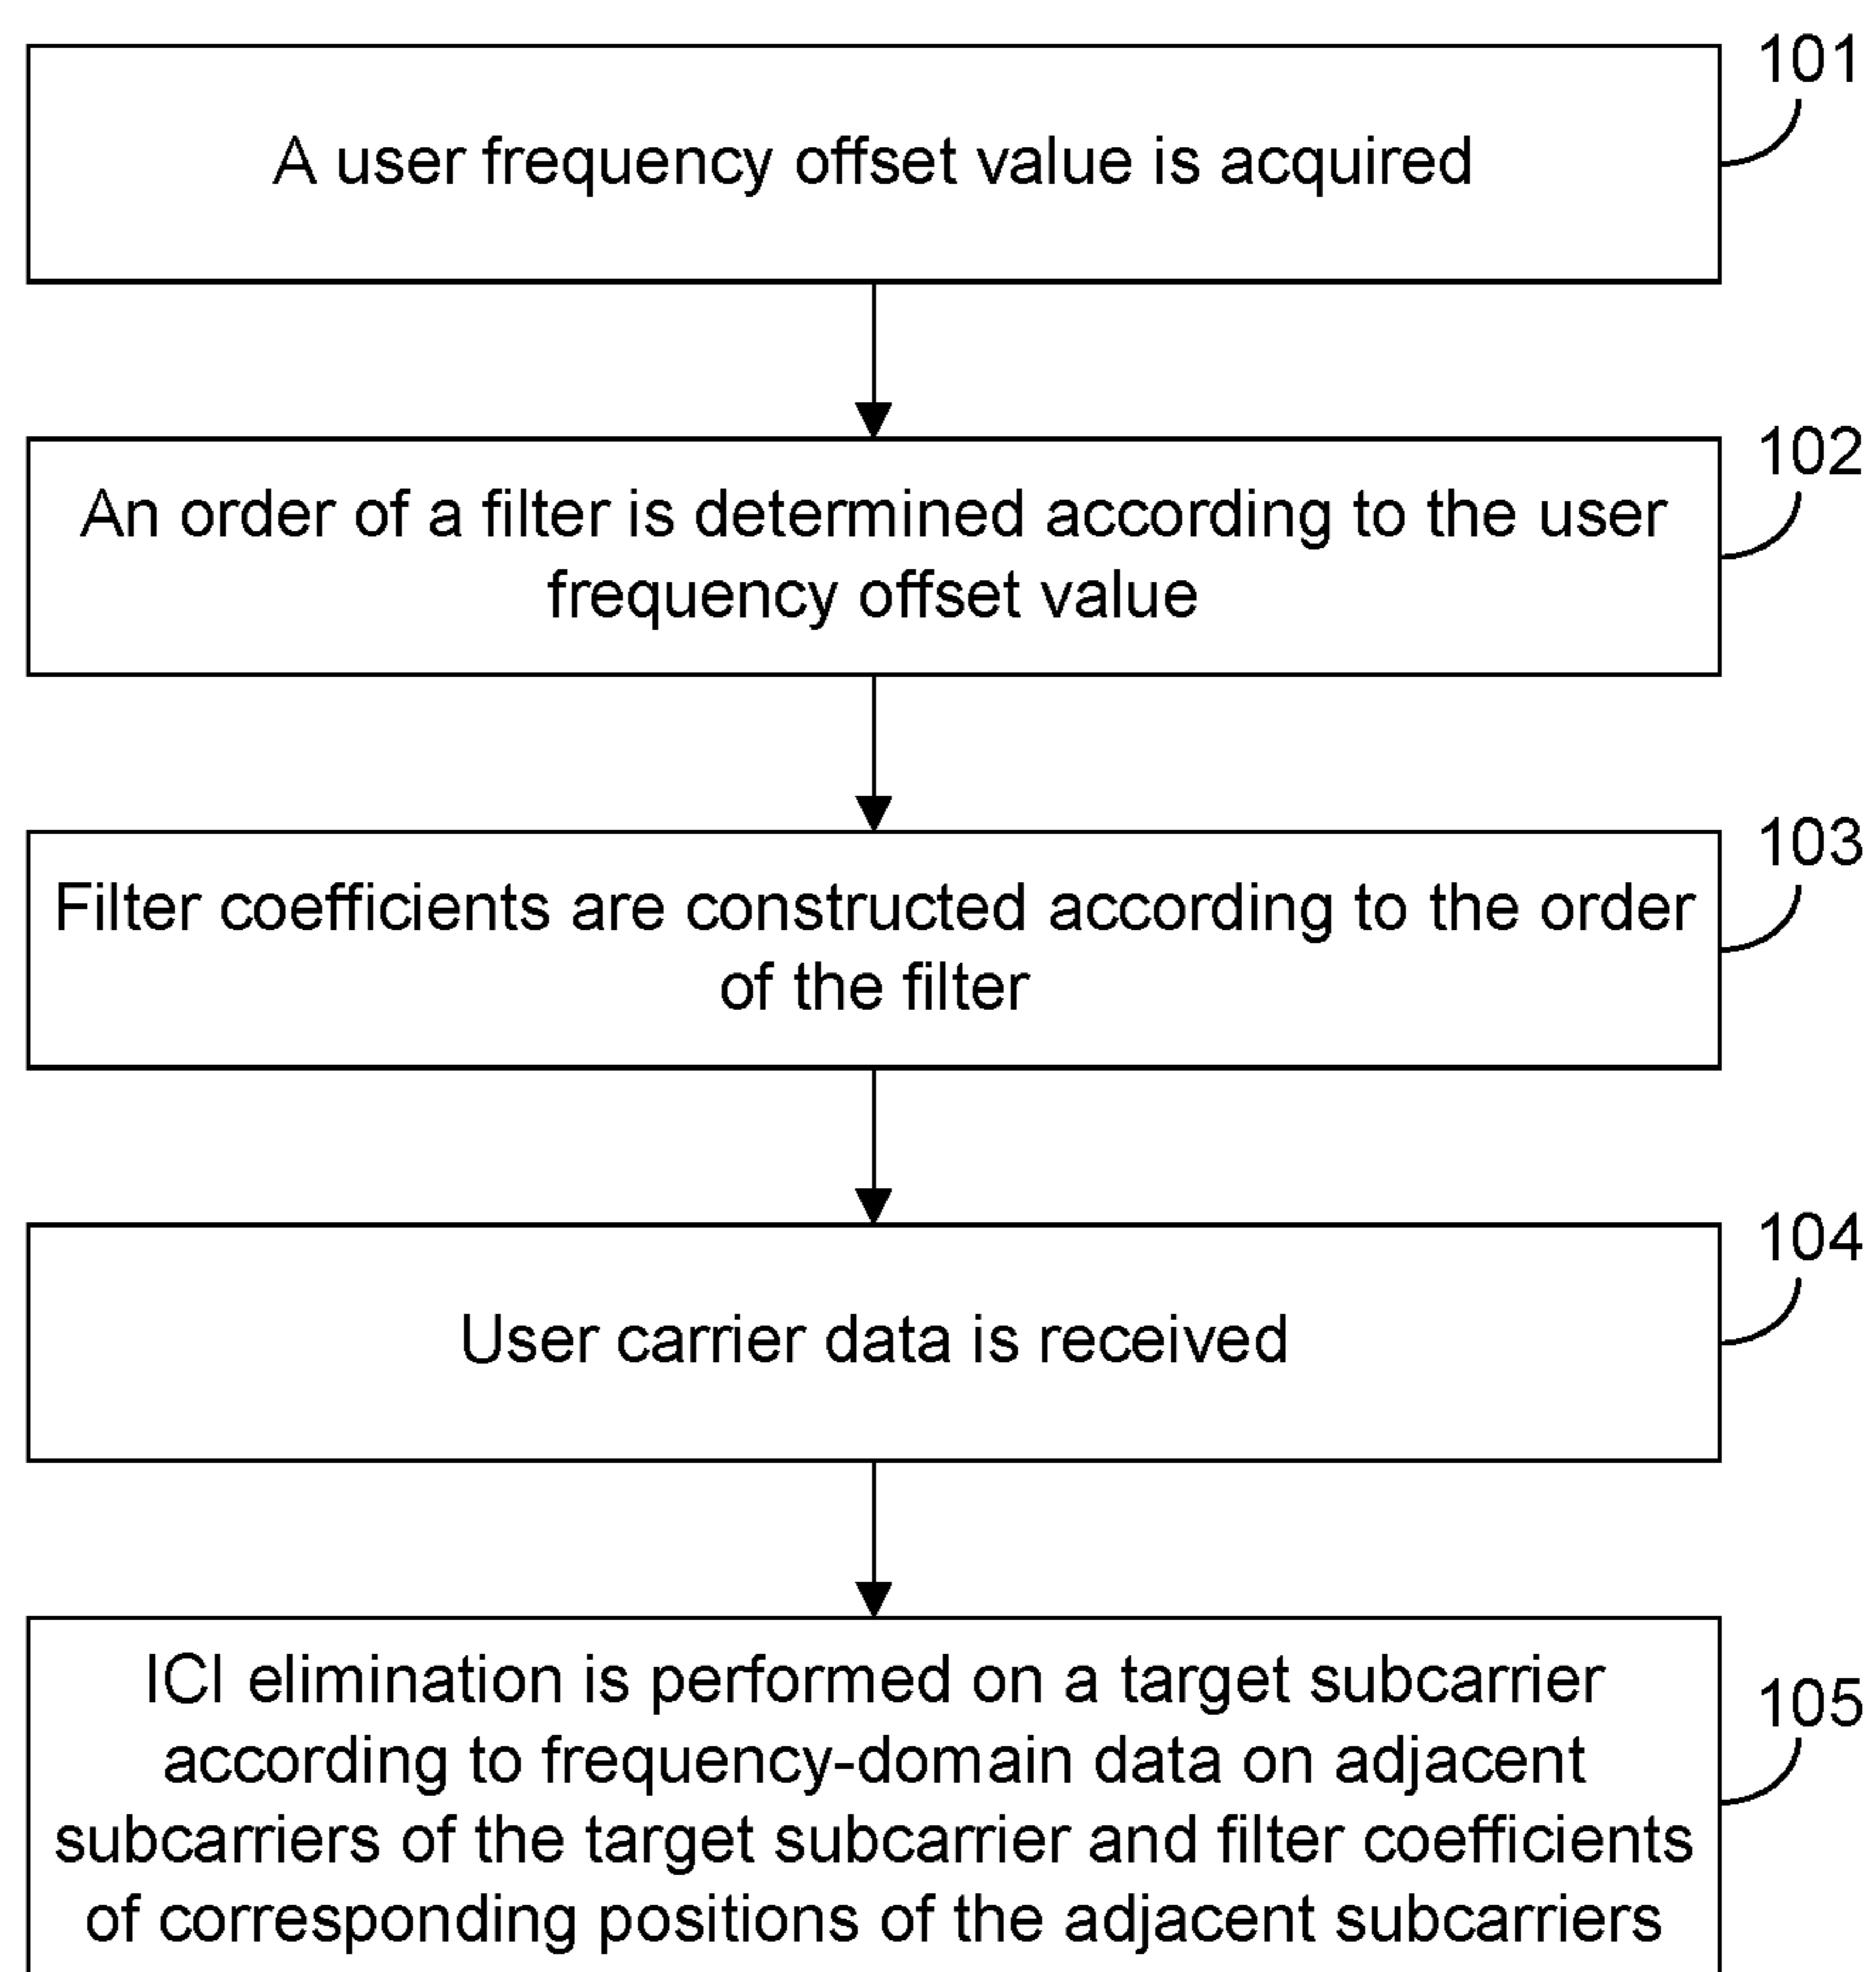 101
A user frequency offset value is acquired
102
An order of a filter is determined according to the user
frequency offset value
103
Filter coefficients are constructed according to the order
of the filter
104
User carrier data is received
105
ICI elimination is performed on a target subcarrier
according to frequency-domain data on adjacent
subcarriers of the target subcarrier and filter coefficients
of corresponding positions of the adjacent subcarriers